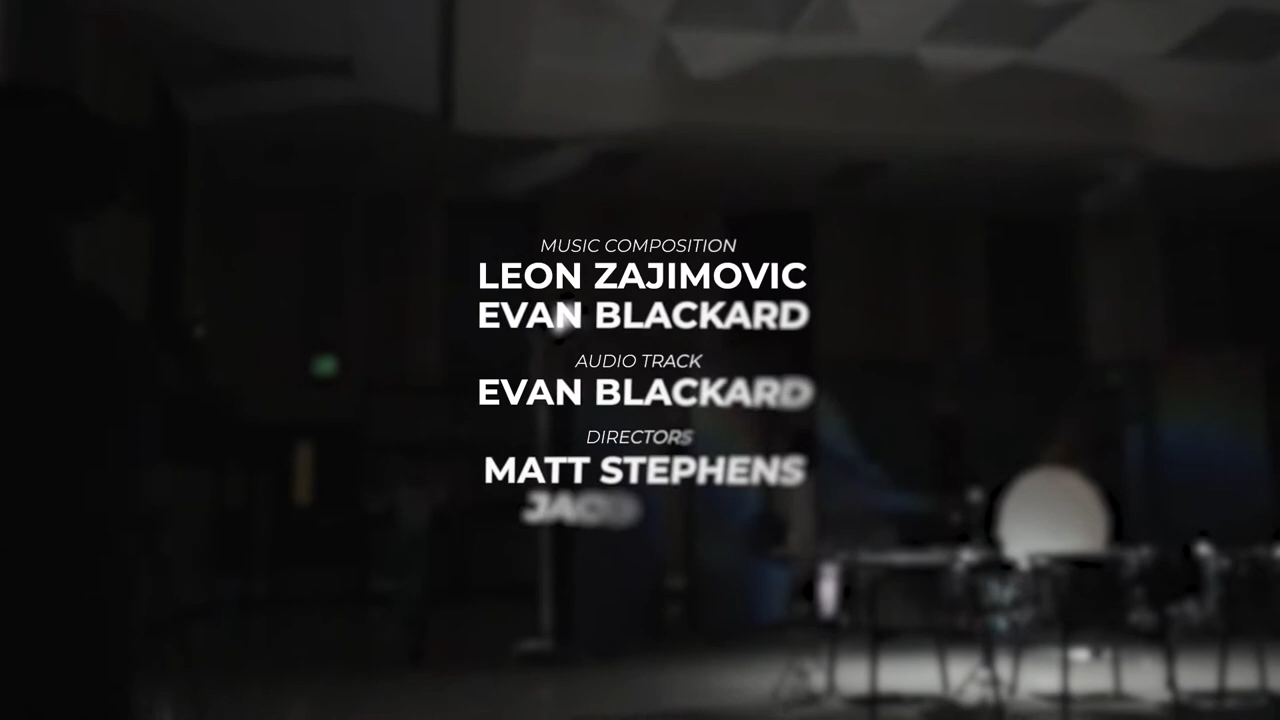 MUSIC COMPOSITION
LEON ZAJIMOVIC
EVAN BLACKARD
AUDIO TRACK
EVAN BLACKARD
DIRECTORS
MATT STEPHENS